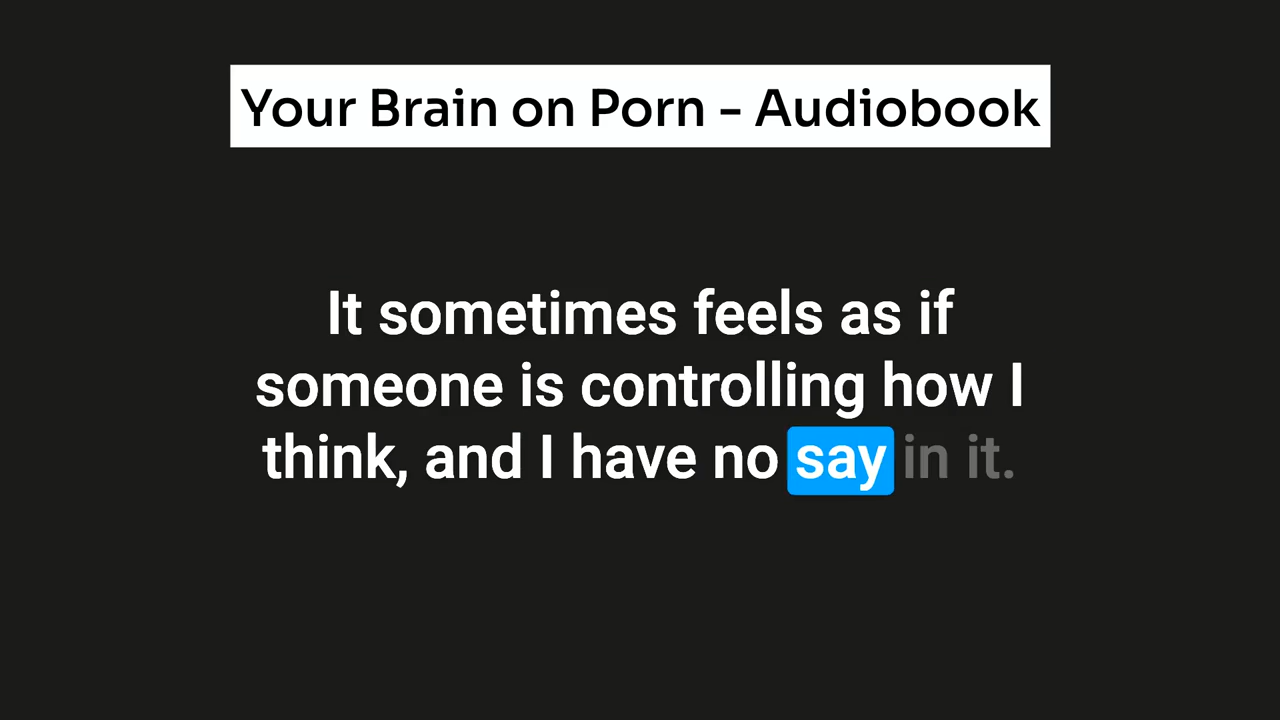 Your Brain on Porn - Audiobook
It sometimes feels as if
someone is controlling how I
think, and I have no say in it.